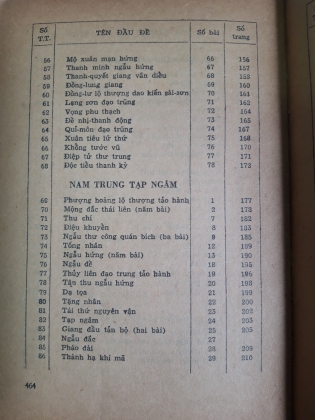 Số T.T. TÊN ĐẦU ĐỀ Số bài Số trang
56 Mộ xuân mạn hứng 66 156
57 Thanh minh ngẫu hứng 67 157
58 Thanh-quyết giang vãn diểu 68 158
59 Đông-lung giang 69 160
60 Đồng-lư lộ thượng dao kiến sài-sơn 70 161
61 Lạng sơn đạo trung 71 162
62 Vọng phu thạch 72 164
63 Đề nhị-thanh động 73 165
64 Quỉ-môn đạo trung 74 167
65 Xuân tiêu lữ thứ 75 168
66 Khổng tước vũ 76 170
67 Điệp tử thư trung 77 171
68 Độc tiểu thanh ký 78 172
NAM TRUNG TẠP NGÂM
69 Phượng hoàng lộ thượng tảo hành 1 177
70 Mộng đắc thái liên (năm bài) 2 178
71 Thu chí 7 182
72 Điệu khuyển 8 183
73 Ngẫu thư công quán bích (ba bài) 9 185
74 Tống nhân 12 189
75 Ngẫu hứng (năm bài) 13 190
76 Ngẫu đề 18 195
77 Thủy liên đạo trung tảo hành 19 196
78 Tân thu ngẫu hứng 20 198
79 Dạ tọa 21 199
80 Tặng nhân 22 200
81 Tái thứ nguyên vận 23 202
82 Tạp ngâm 24 203
83 Giang đầu tản bộ (hai bài) 25 205
84 Ngẫu đắc 27
85 Pháo đài 28 208
86 Thành hạ khí mã 29 210
464